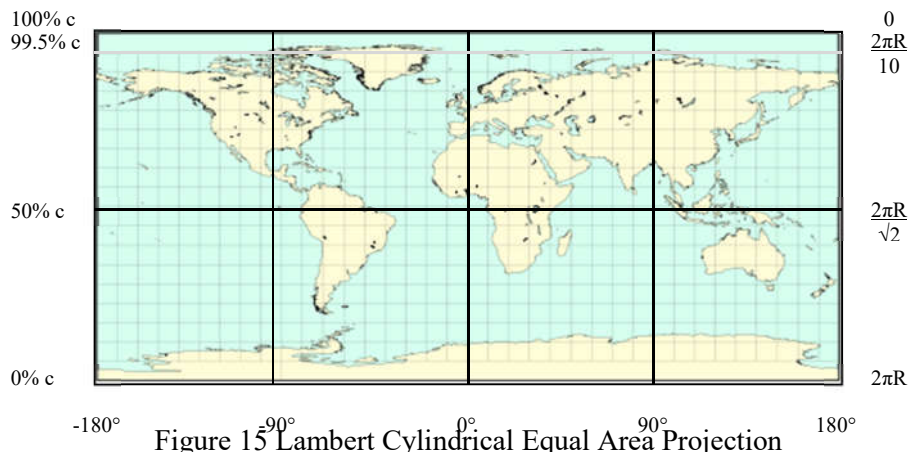 100% c
0
99.5% c
2πR
10
50% c
2πR
√2
0% c
2πR
-180°
-90°
0°
90°
180°
Figure 15 Lambert Cylindrical Equal Area Projection